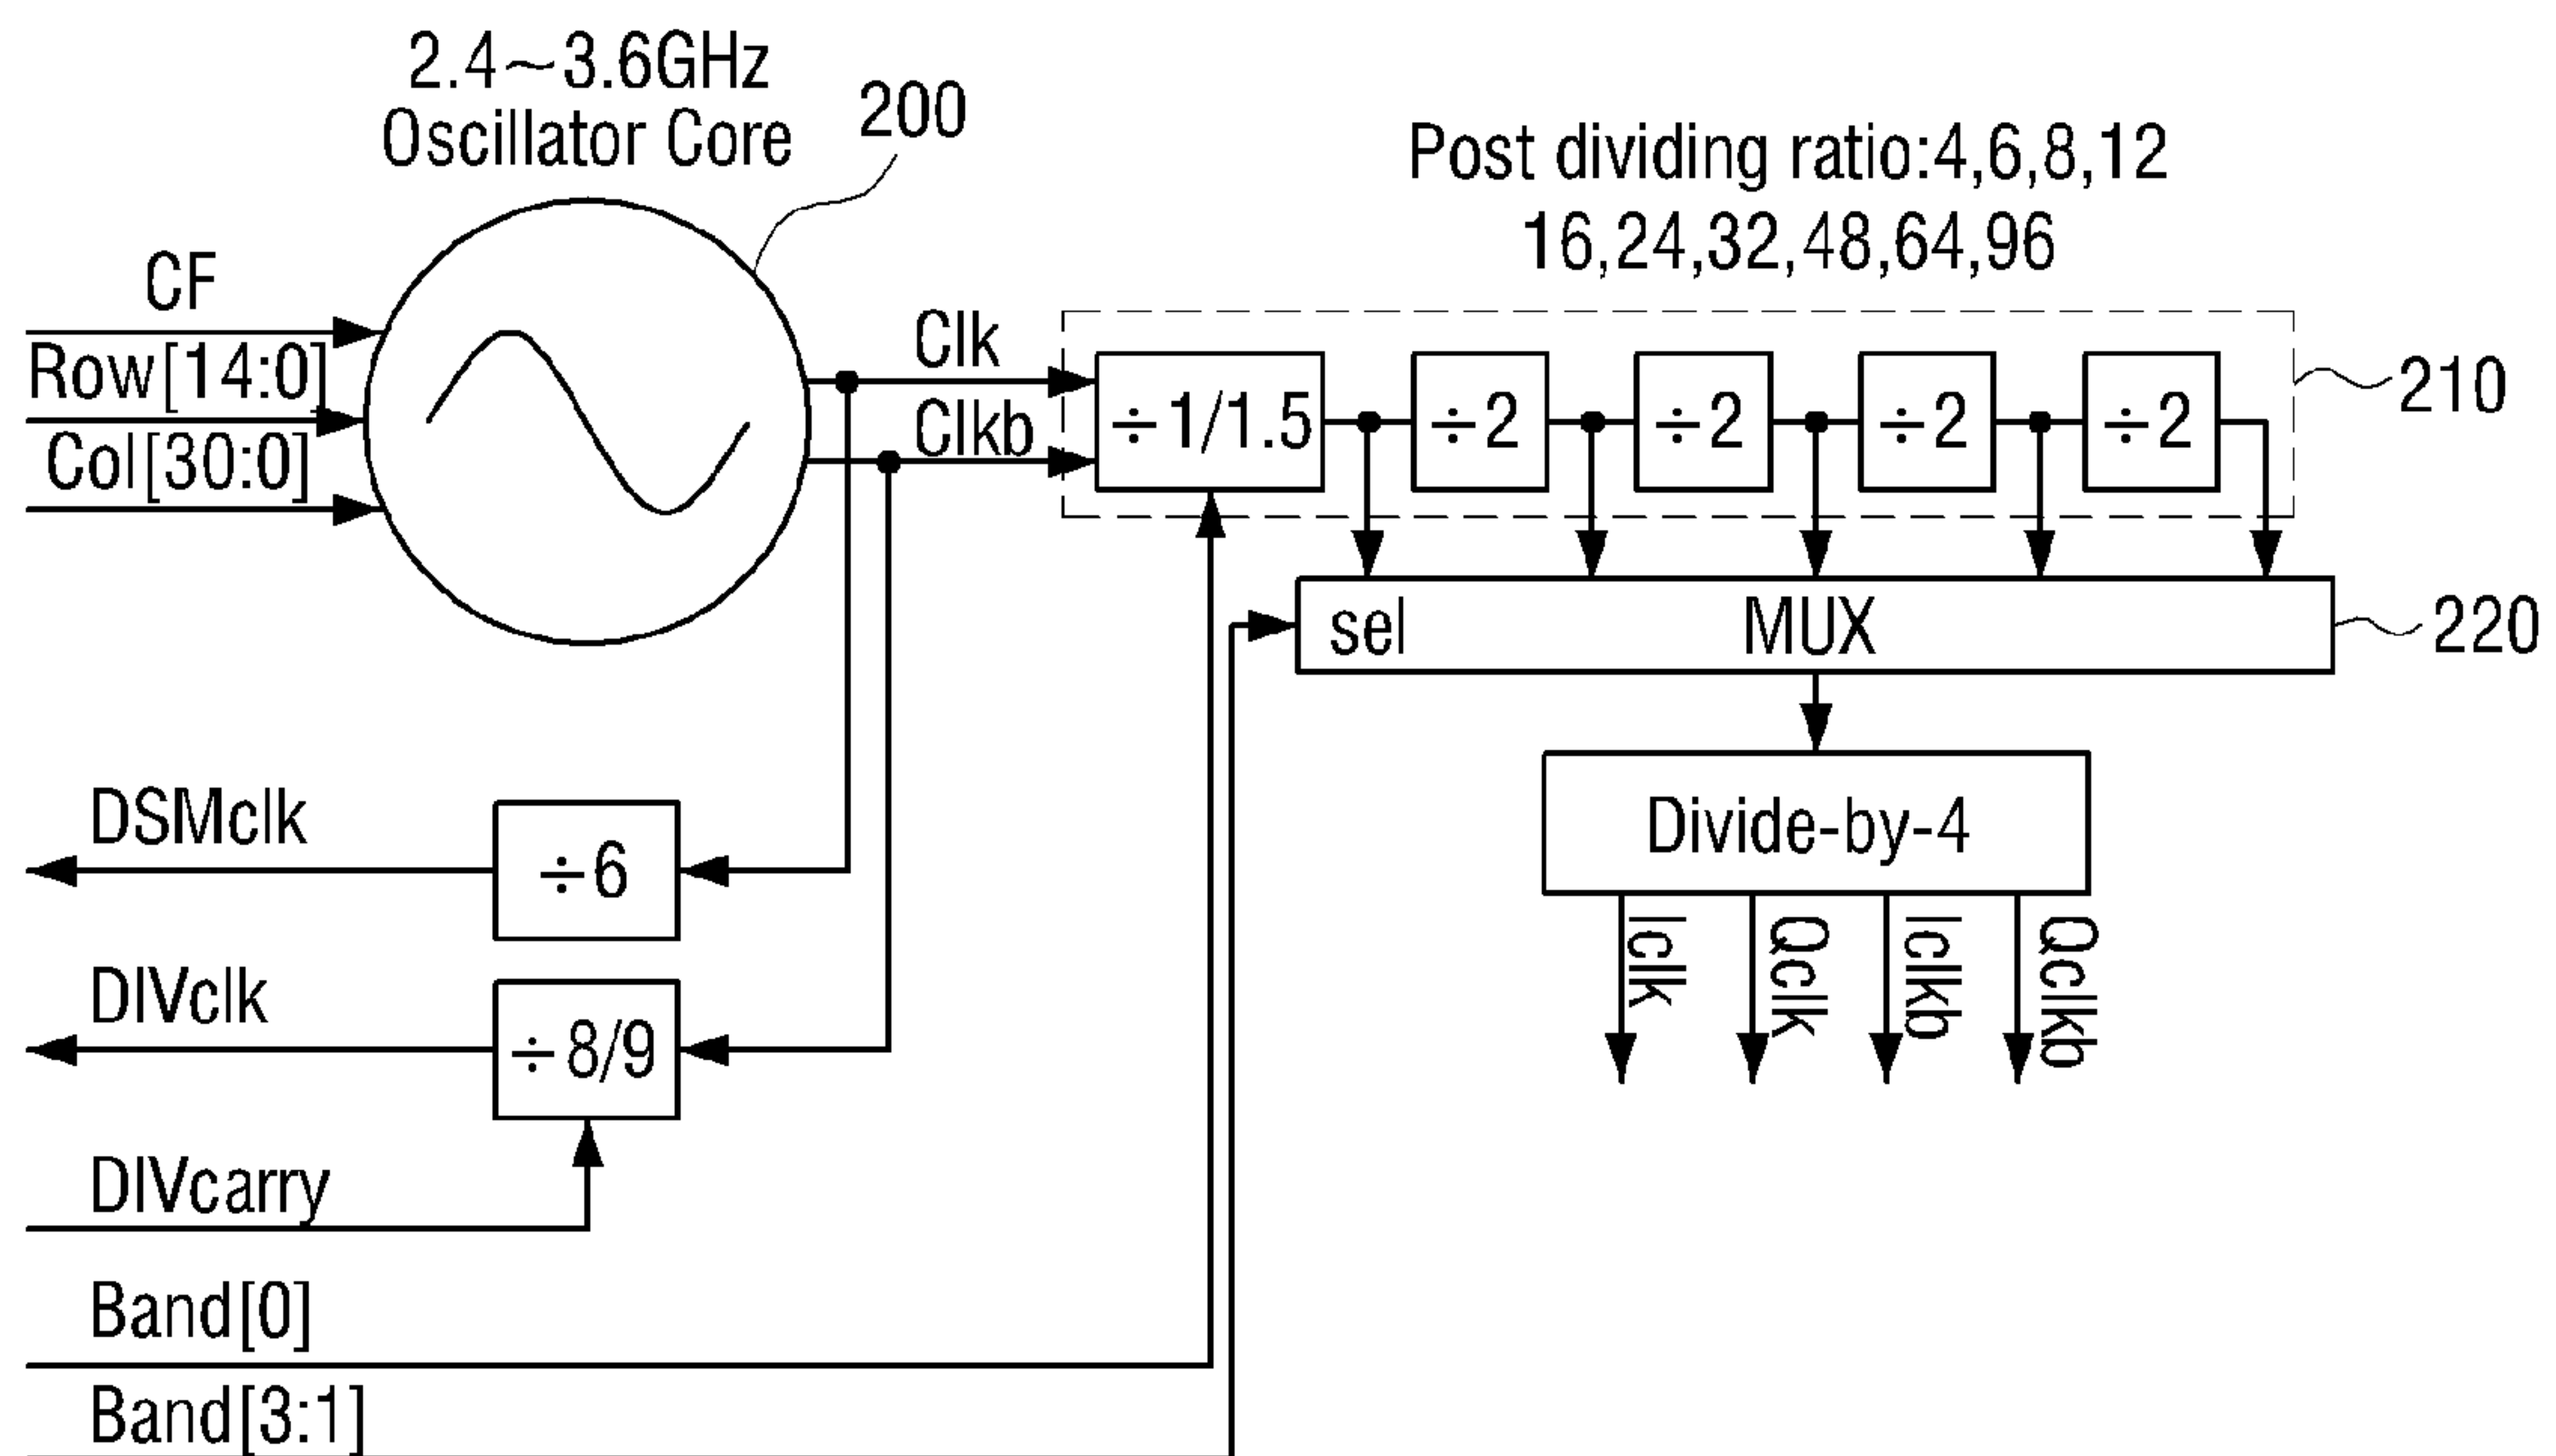 2.4~3.6GHz
Oscillator Core
200
Post dividing ratio:4,6,8,12
16,24,32,48,64,96
CF
Row[14:0]
Col[30:0]
Clk
Clkb
÷1/1.5
÷2
÷2
÷2
÷2
210
sel
MUX
220
Divide-by-4
Iclk
Qclk
Iclkb
Qclkb
DSMclk
÷6
DIVclk
÷8/9
DIVcarry
Band[0]
Band[3:1]